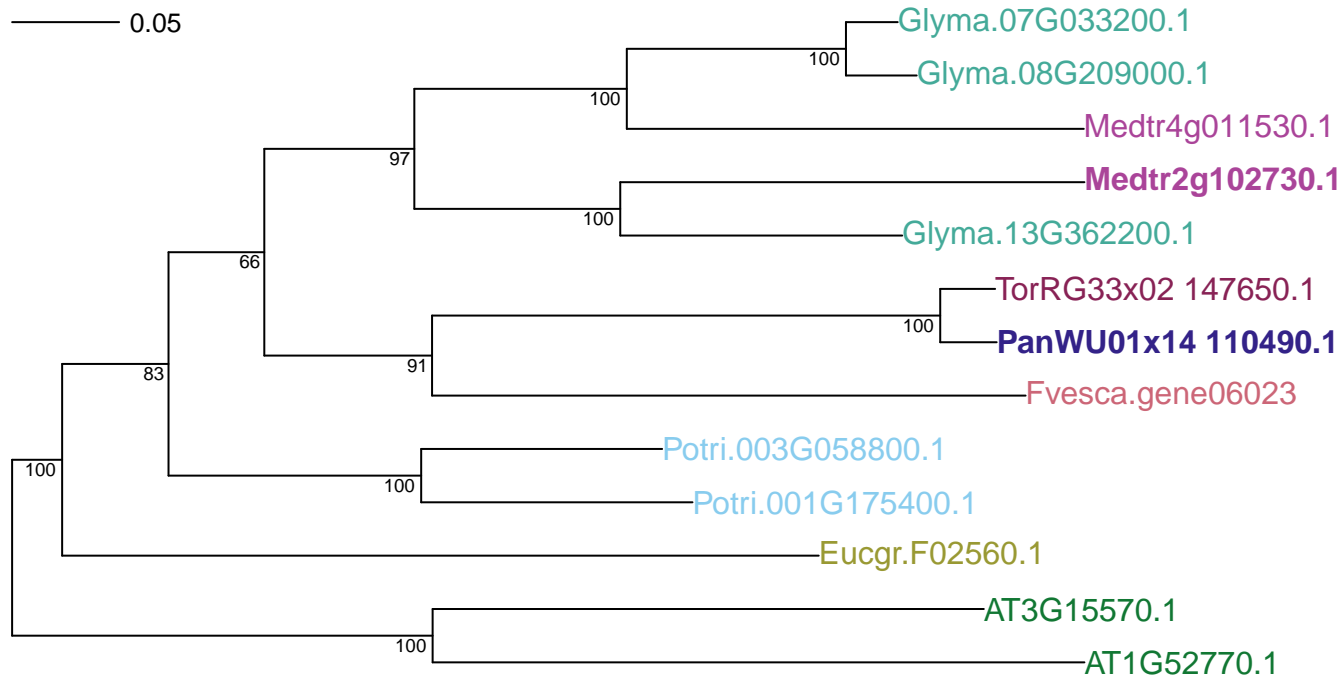 0.05
Glyma.07G033200.1
100
Glyma.08G209000.1
100
Medtr4g011530.1
97
Medtr2g102730.1
100
Glyma.13G362200.1
66
TorRG33x02 147650.1
100
PanWU01x14 110490.1
91
Fvesca.gene06023
83
Potri.003G058800.1
100
Potri.001G175400.1
100
Eucgr.F02560.1
AT3G15570.1
100
AT1G52770.1